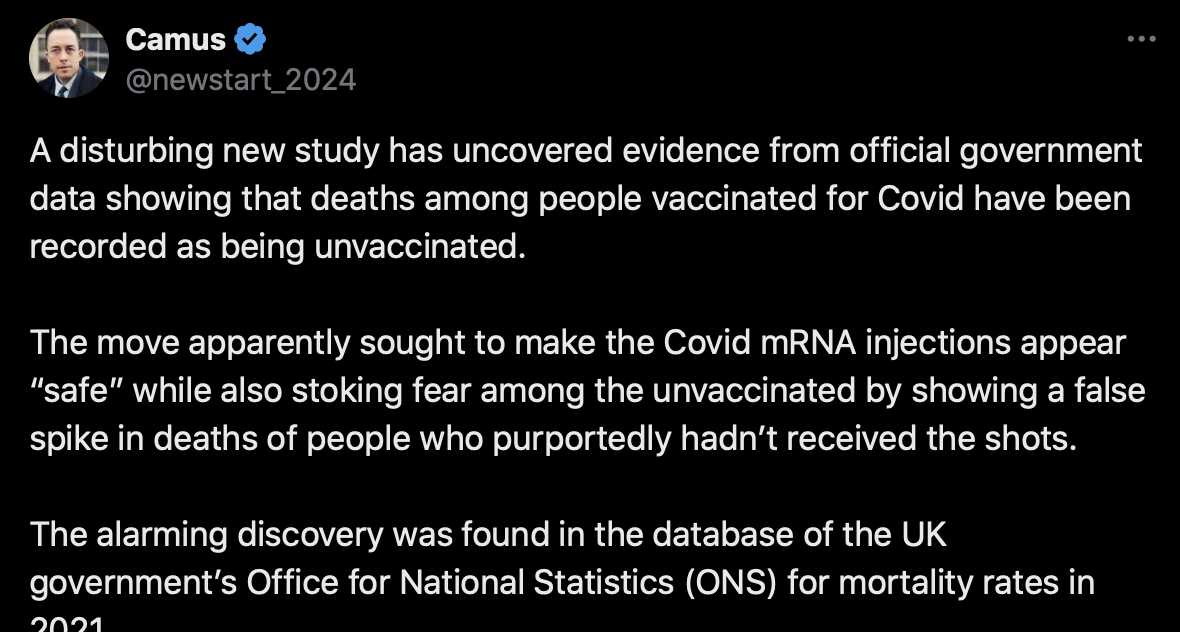 Camus
@newstart_2024
A disturbing new study has uncovered evidence from official government
data showing that deaths among people vaccinated for Covid have been
recorded as being unvaccinated.
The move apparently sought to make the Covid mRNA injections appear
“safe” while also stoking fear among the unvaccinated by showing a false
spike in deaths of people who purportedly hadn’t received the shots.
The alarming discovery was found in the database of the UK
government’s Office for National Statistics (ONS) for mortality rates in
2021